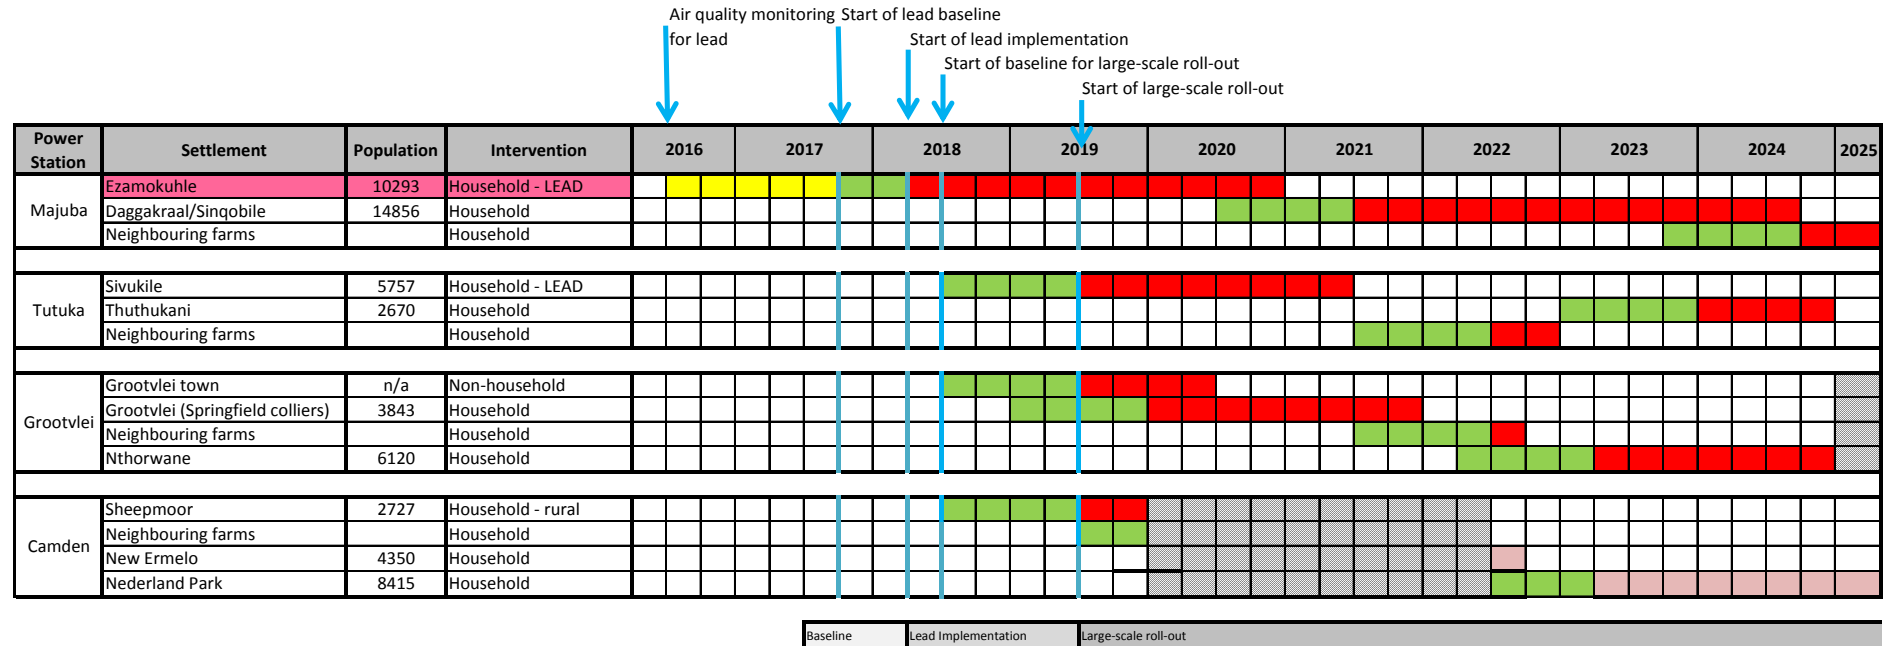 Air quality monitoring Start of lead baseline
for lead
Start of lead implementation
Start of baseline for large-scale roll-out
Start of large-scale roll-out
Power Station Settlement Population Intervention 2016 2017 2018 2019 2020 2021 2022 2023 2024 2025
Majuba
Ezamokuhle 10293 Household - LEAD
Daggakraal/Sinqobile 14856 Household
Neighbouring farms Household
Tutuka
Sivukile 5757 Household - LEAD
Thuthukani 2670 Household
Neighbouring farms Household
Grootvlei
Grootvlei town n/a Non-household
Grootvlei (Springfield colliers) 3843 Household
Neighbouring farms Household
Nthorwane 6120 Household
Camden
Sheepmoor 2727 Household - rural
Neighbouring farms Household
New Ermelo 4350 Household
Nederland Park 8415 Household
Baseline Lead Implementation Large-scale roll-out